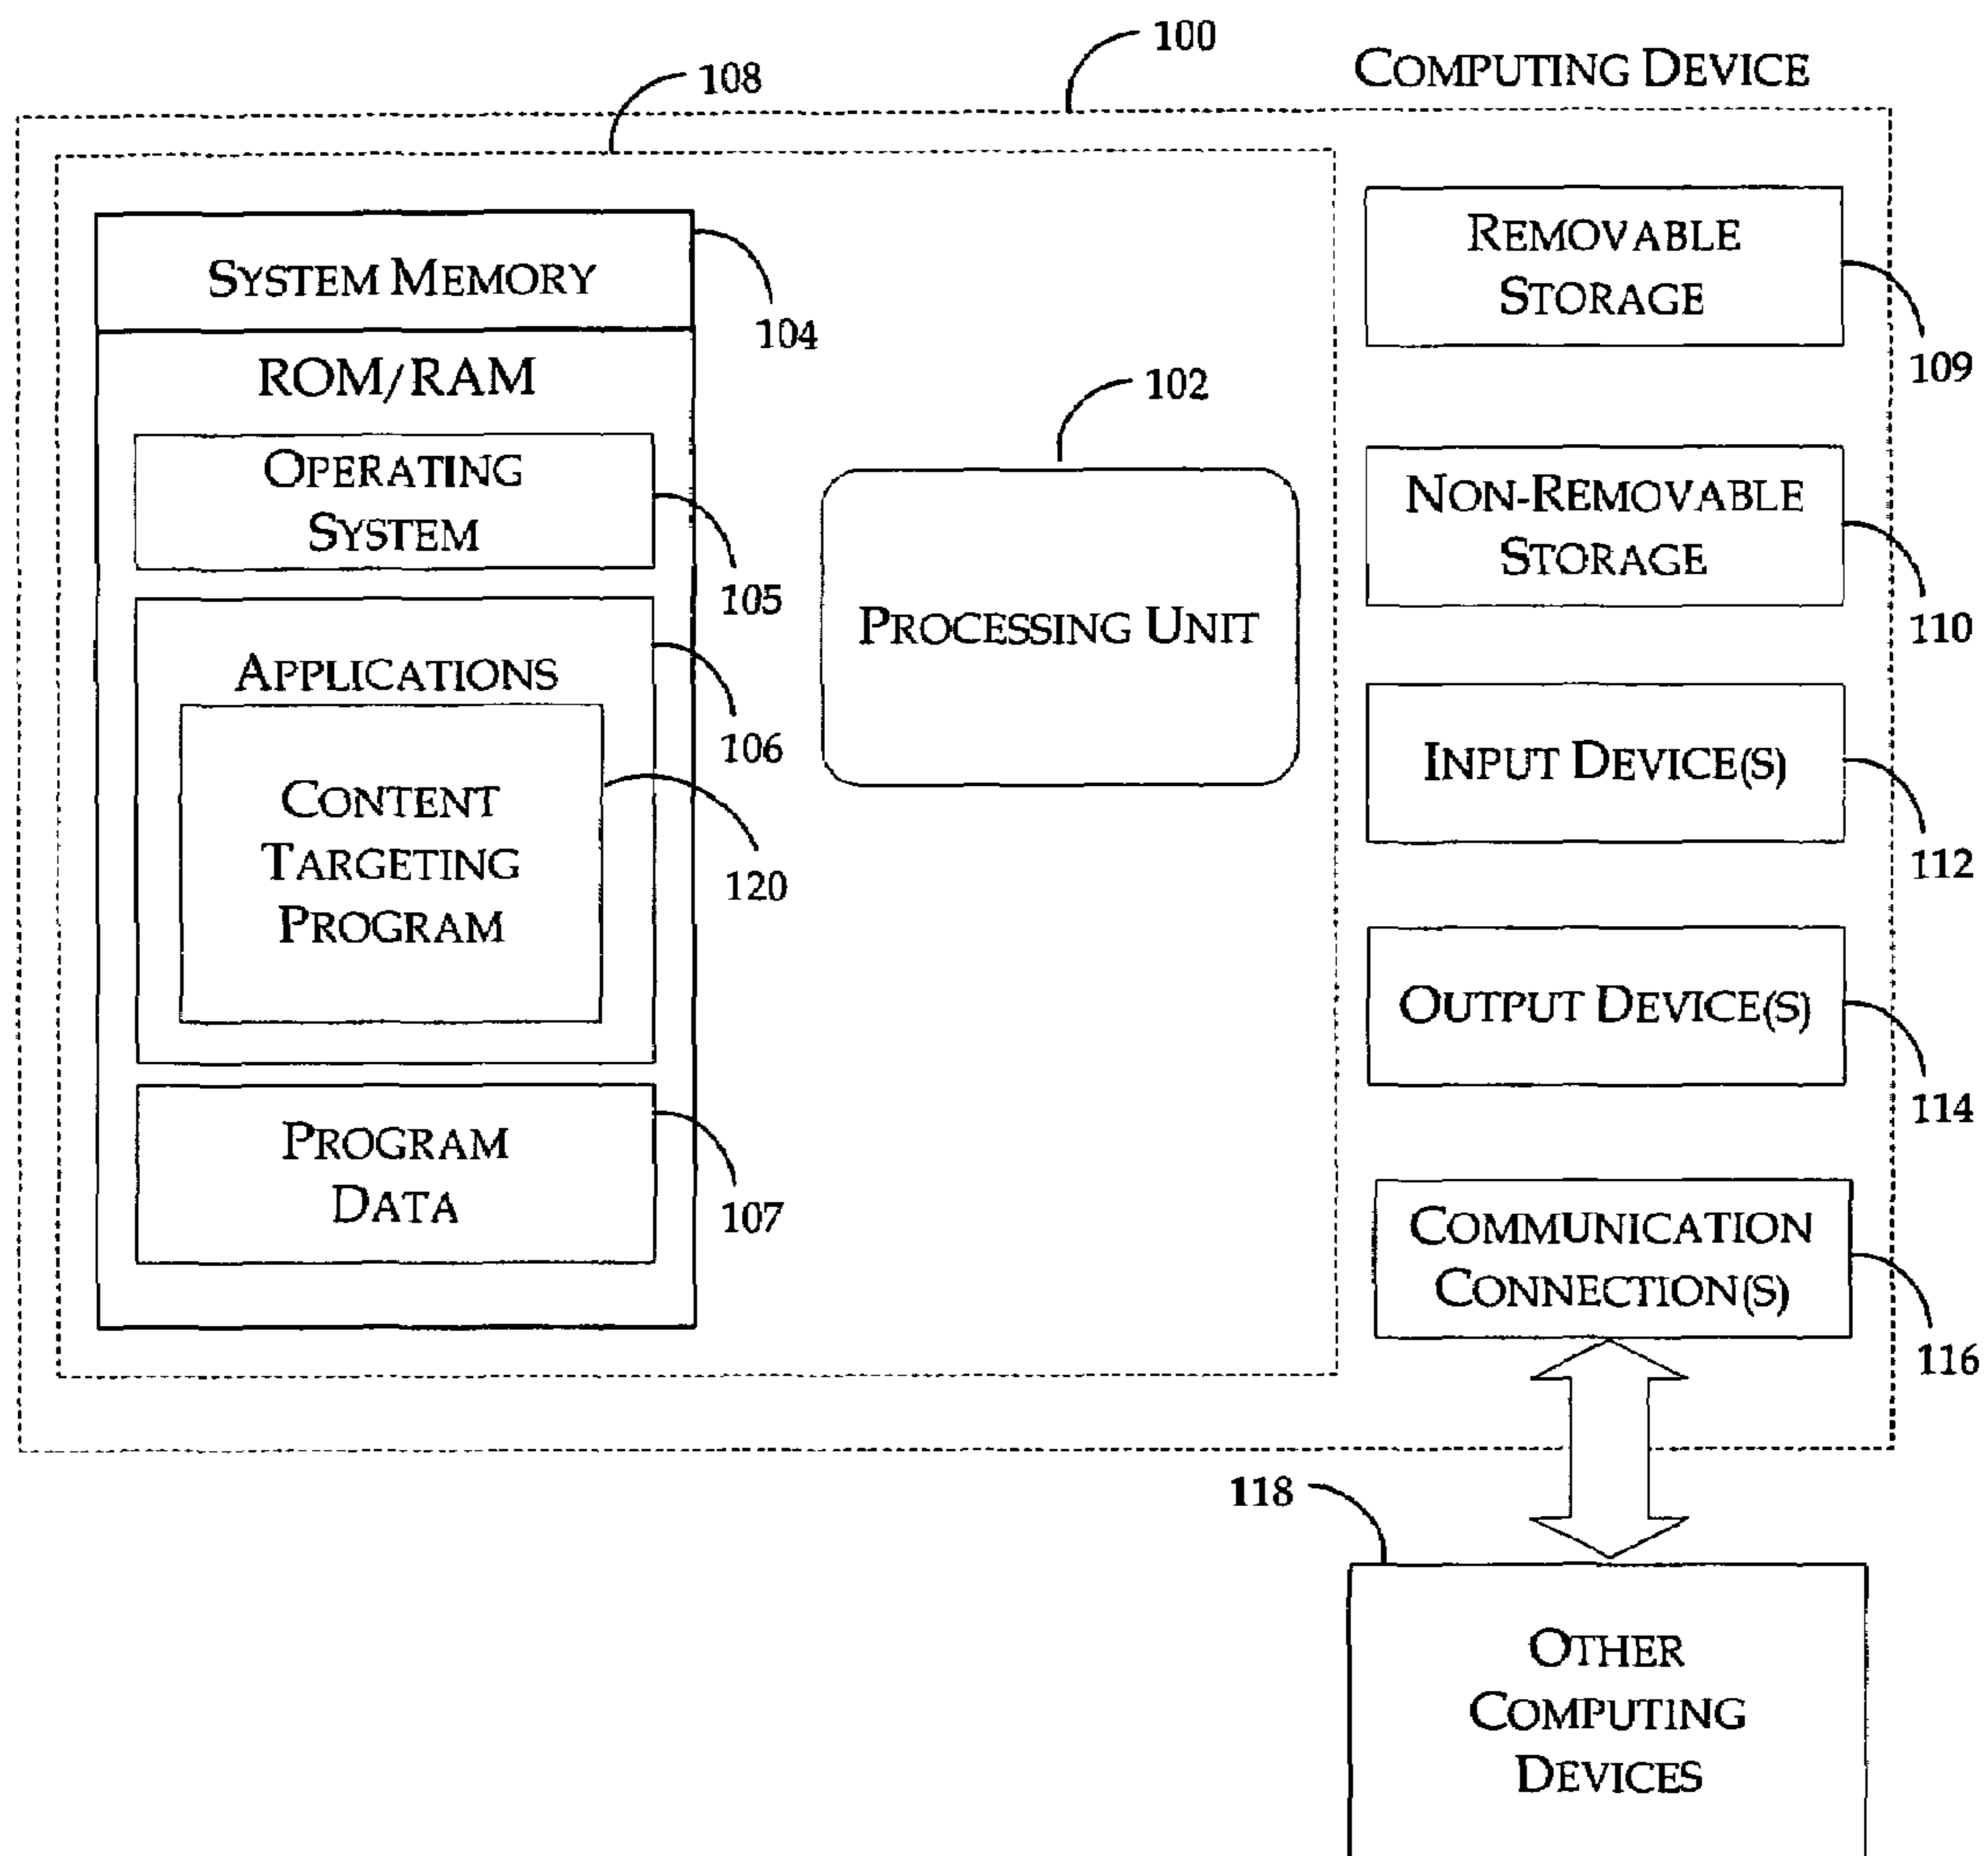 100
COMPUTING DEVICE
108
SYSTEM MEMORY
104
ROM/RAM
OPERATING
SYSTEM
105
APPLICATIONS
106
CONTENT
TARGETING
PROGRAM
120
PROGRAM
DATA
107
102
PROCESSING UNIT
REMOVABLE
STORAGE
109
NON-REMOVABLE
STORAGE
110
INPUT DEVICE(S)
112
OUTPUT DEVICE(S)
114
COMMUNICATION
CONNECTION(S)
116
118
OTHER
COMPUTING
DEVICES